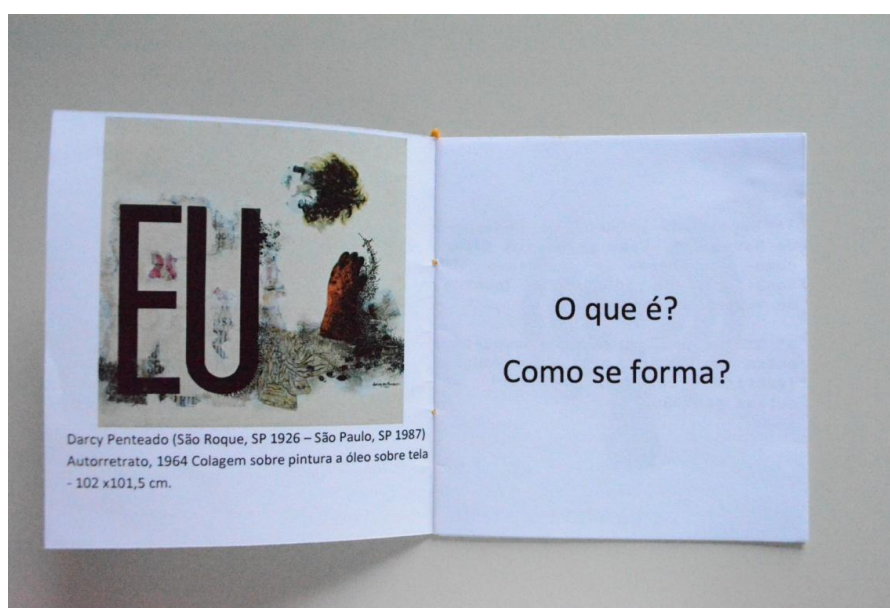 EU
Darcy Penteado (São Roque, SP 1926 – São Paulo, SP 1987)
Autorretrato, 1964 Colagem sobre pintura a óleo sobre tela
- 102 x101,5 cm.
O que é?
Como se forma?